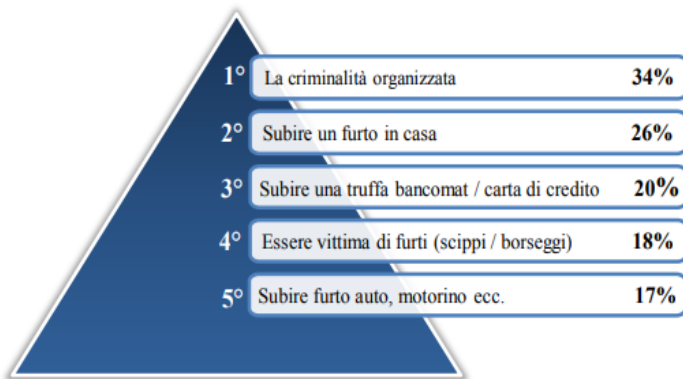 1° La criminalità organizzata 34%
2° Subire un furto in casa 26%
3° Subire una truffa bancomat / carta di credito 20%
4° Essere vittima di furti (scippi / borseggi) 18%
5° Subire furto auto, motorino ecc. 17%